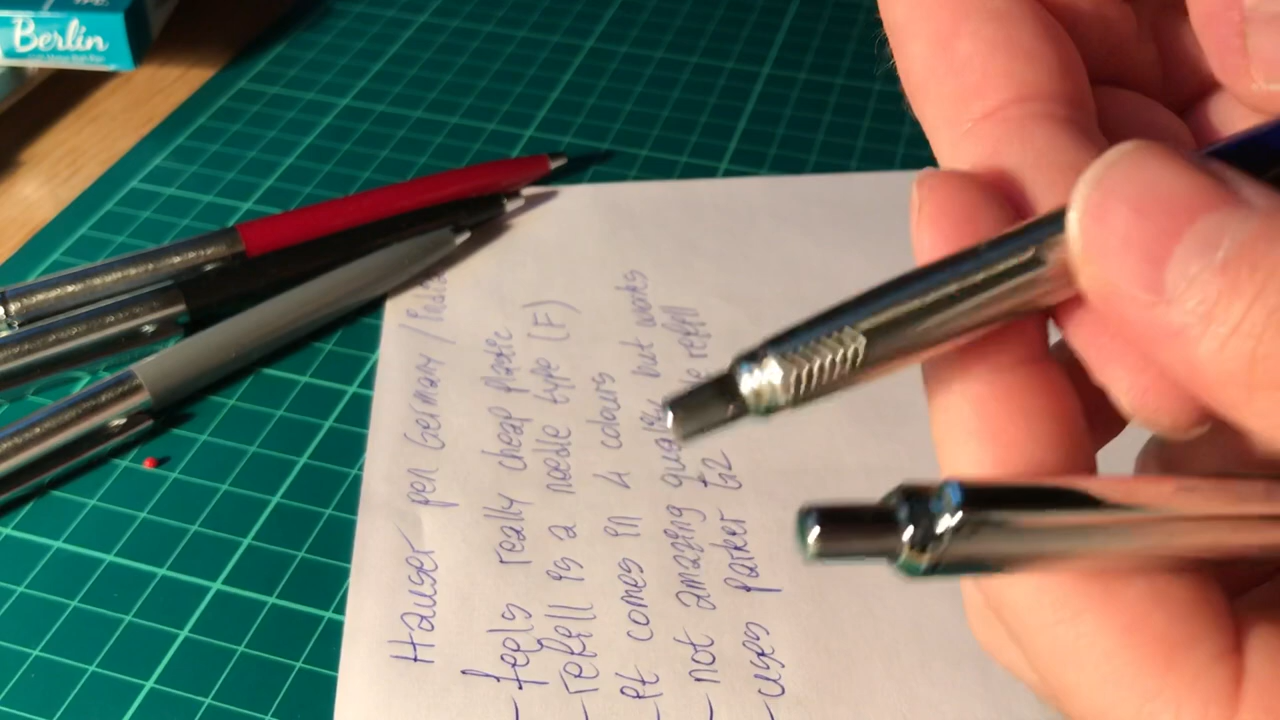 Berlin
Hauser pen Germany / India
- feels really cheap plastic
- refill is a needle type (F)
- it comes in 4 colours
- not amazing quality but works
- uses parker G2 refill